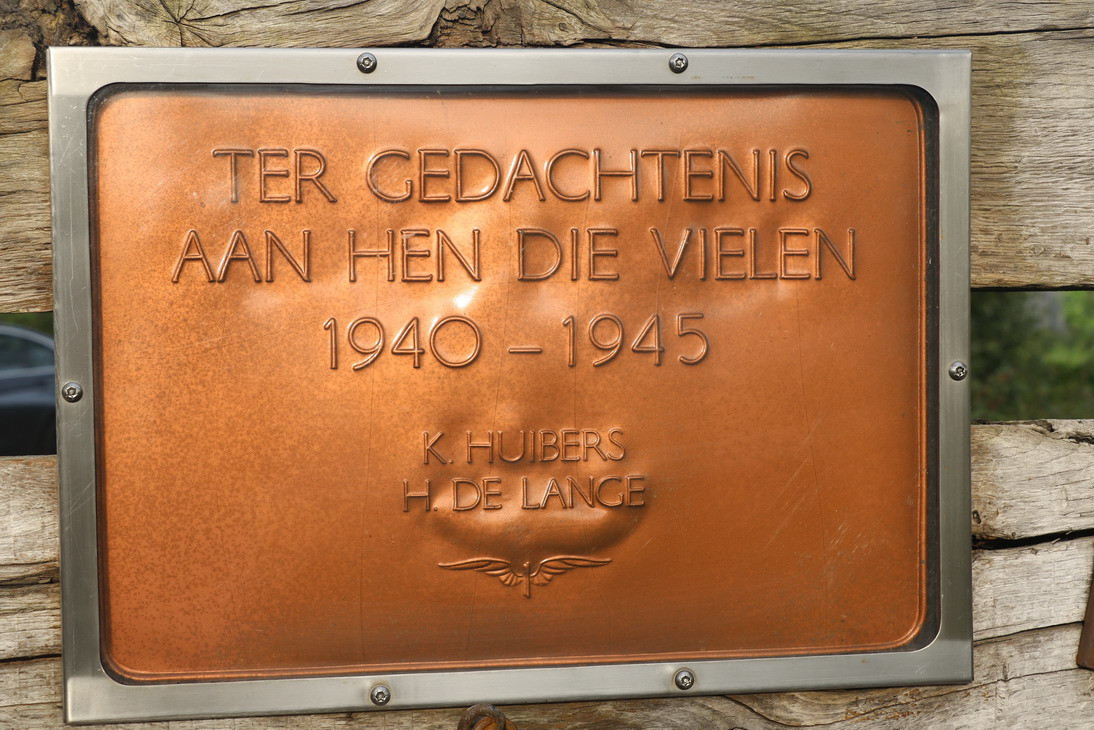 TER GEDACHTENIS
AAN HEN DIE VIELEN
1940 – 1945
K. HUIBERS
H. DE LANGE